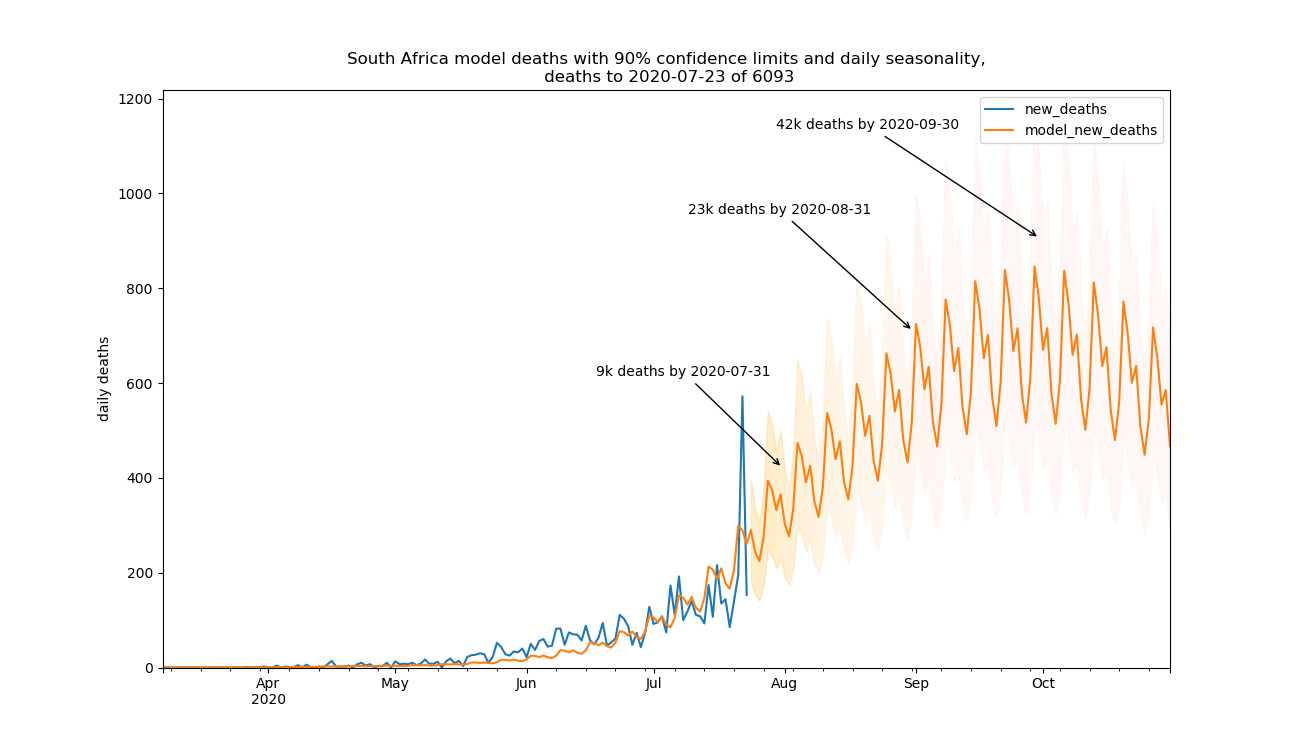 South Africa model deaths with 90% confidence limits and daily seasonality,
deaths to 2020-07-23 of 6093
new_deaths
model_new_deaths
42k deaths by 2020-09-30
23k deaths by 2020-08-31
9k deaths by 2020-07-31
daily deaths
1200
1000
800
600
400
200
0
Apr May Jun Jul Aug Sep Oct
2020